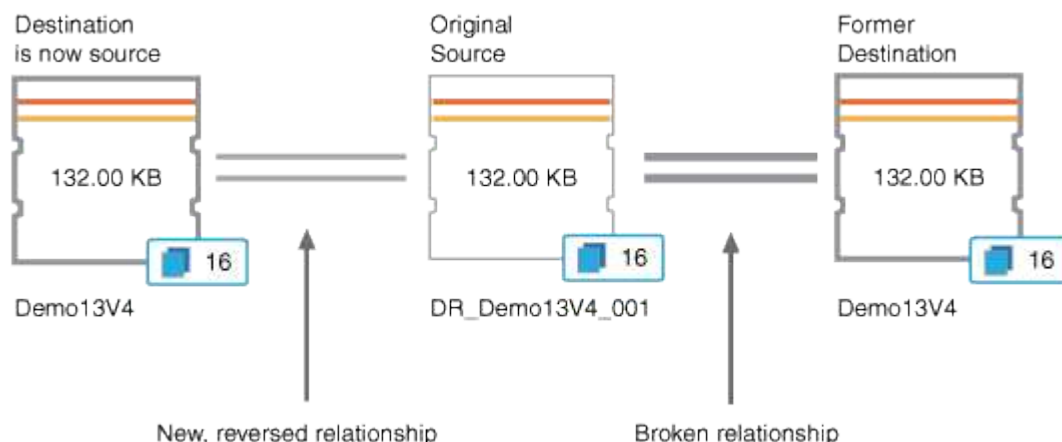 Destination
is now source
Original
Source
Former
Destination
132.00 KB
132.00 KB
132.00 KB
16
16
16
Demo13V4
DR_Demo13V4_001
Demo13V4
New, reversed relationship
Broken relationship